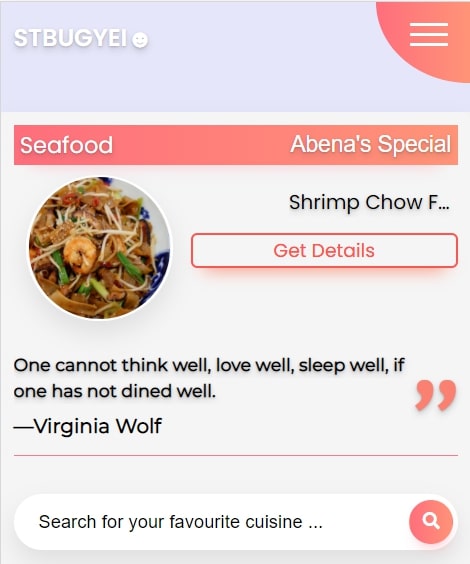 STBUGYEI☻
Seafood
Abena's Special
Shrimp Chow F...
Get Details
One cannot think well, love well, sleep well, if
one has not dined well.
”
—Virginia Wolf
Search for your favourite cuisine ...